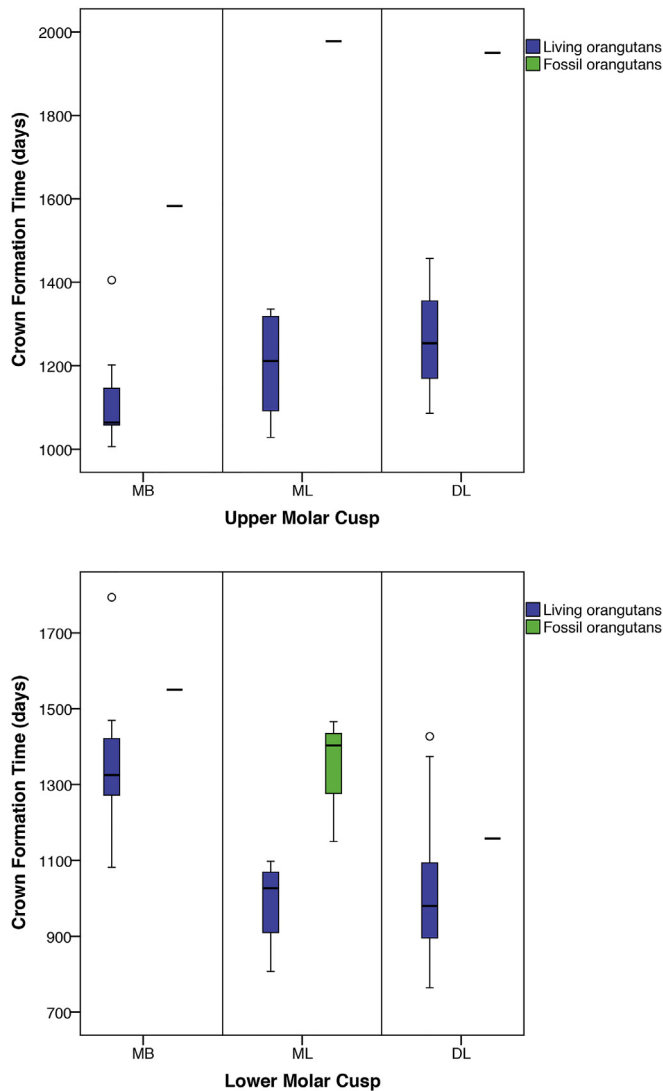 2000
1800
1600
1400
1200
1000
Crown Formation Time (days)
MB ML DL
Upper Molar Cusp
Living orangutans
Fossil orangutans
1700
1500
1300
1100
900
700
Crown Formation Time (days)
MB ML DL
Lower Molar Cusp
Living orangutans
Fossil orangutans